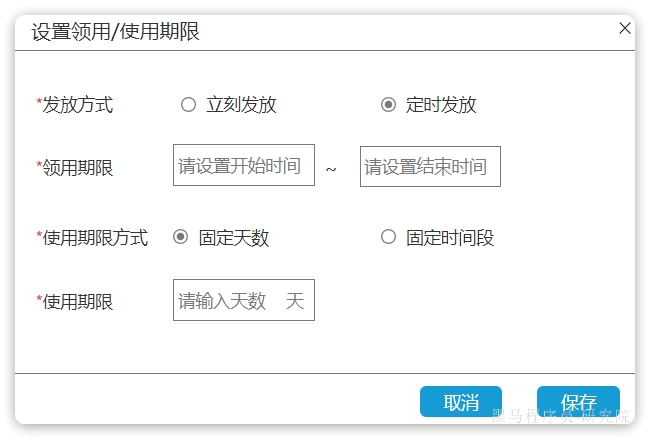 设置领用/使用期限
*发放方式 立刻发放 定时发放
*领用期限 请设置开始时间 ~ 请设置结束时间
*使用期限方式 固定天数 固定时间段
*使用期限 请输入天数 天
取消 保存
黑马程序员 研究院